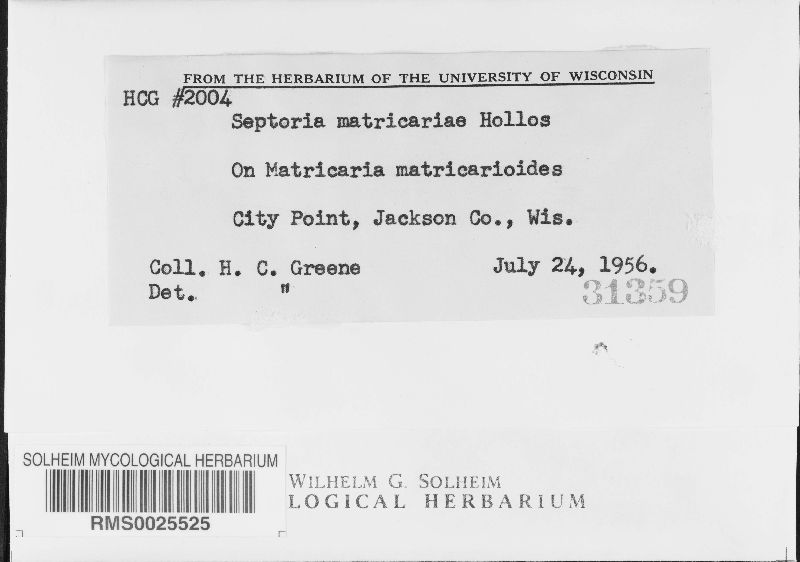 FROM THE HERBARIUM OF THE UNIVERSITY OF WISCONSIN
HCG #2004
Septoria matricariae Hollos
On Matricaria matricarioides
City Point, Jackson Co., Wis.
Coll. H. C. Greene July 24, 1956.
Det. "
31359
SOLHEIM MYCOLOGICAL HERBARIUM
RMS0025525
WILHELM G. SOLHEIM
LOGICAL HERBARIUM